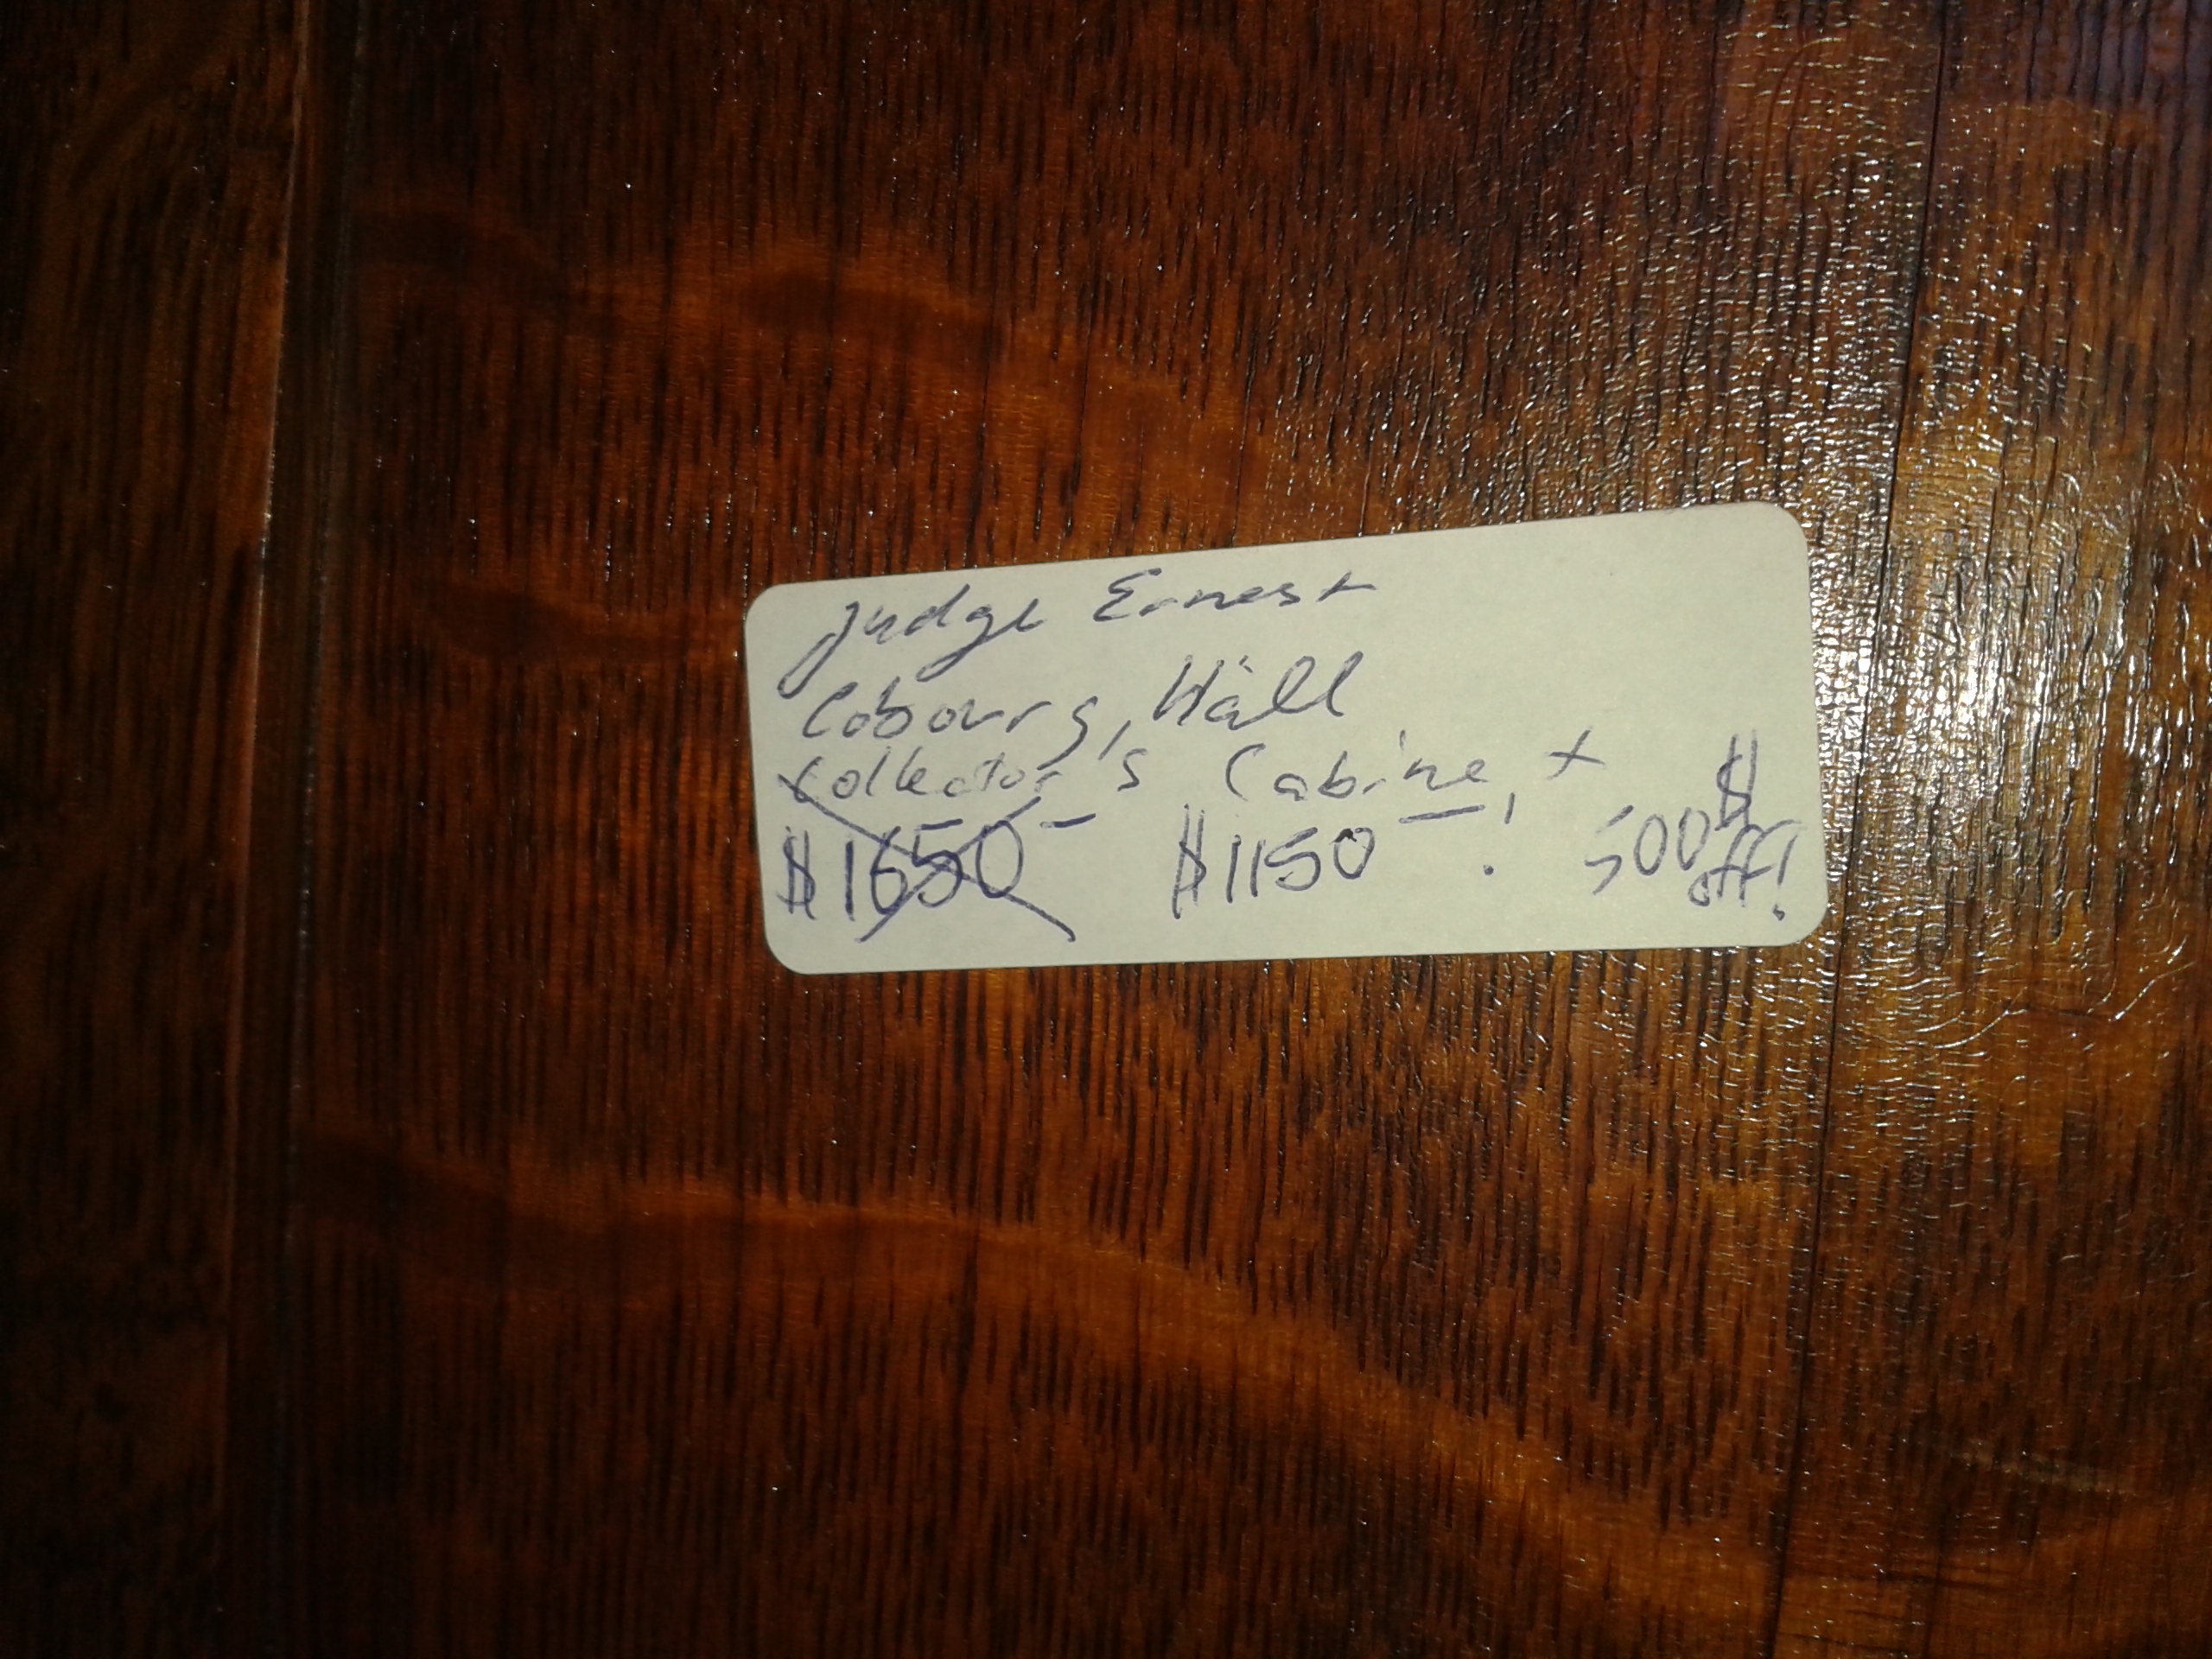 Judge Ernest
Cobourg, Hall
Collector's Cabinet
$1650- $1150-. 500$ off!